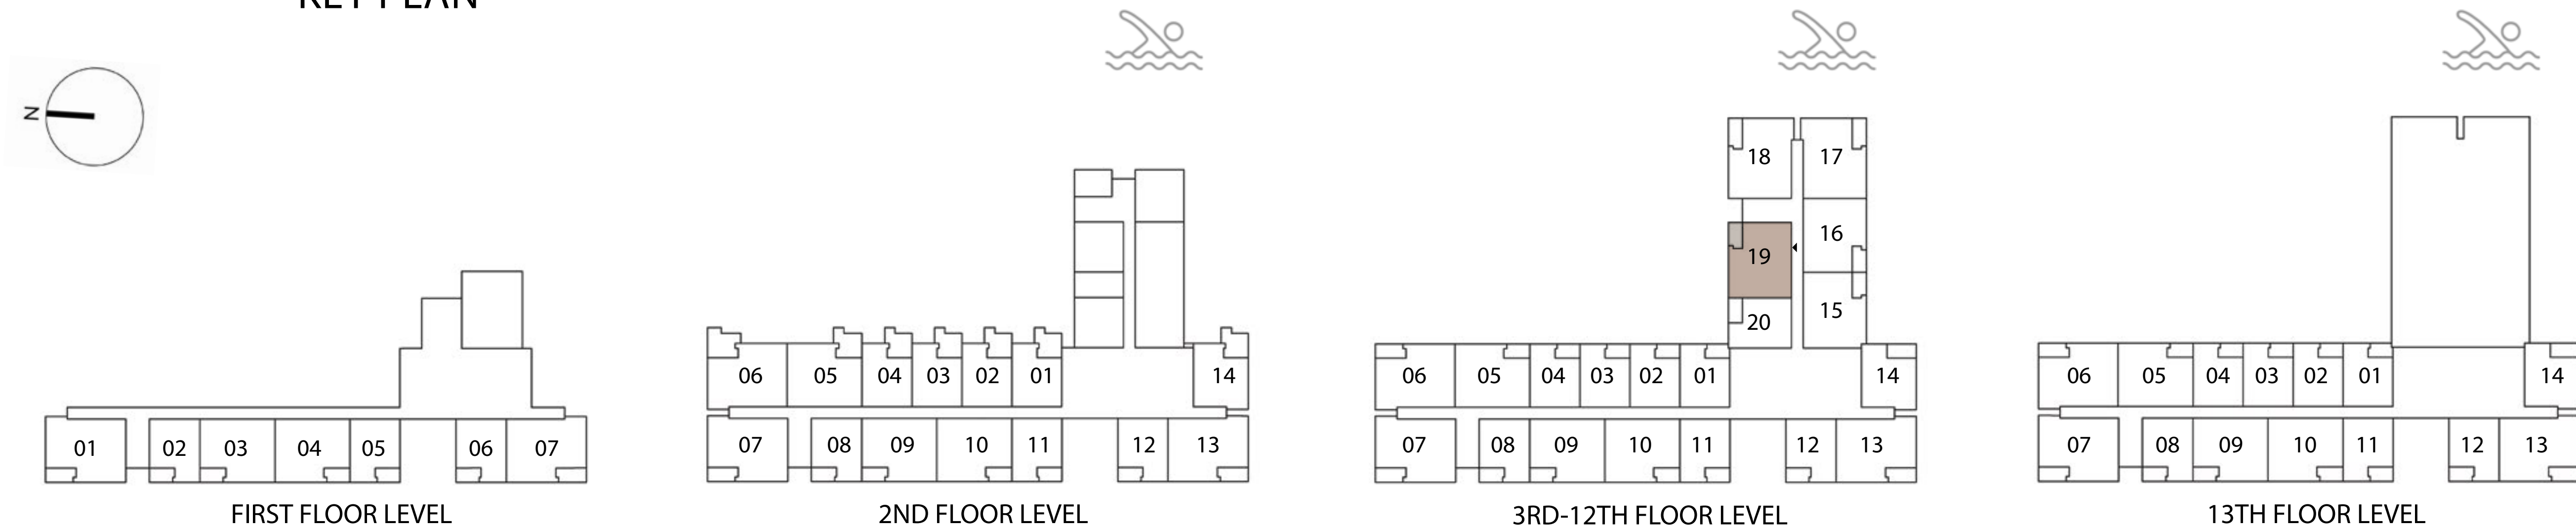 KEY PLAN
N
18 17
16
19
15
20
06 05 04 03 02 01 14
06 05 04 03 02 01 14
06 05 04 03 02 01 14
01 02 03 04 05 06 07
07 08 09 10 11 12 13
07 08 09 10 11 12 13
07 08 09 10 11 12 13
FIRST FLOOR LEVEL
2ND FLOOR LEVEL
3RD-12TH FLOOR LEVEL
13TH FLOOR LEVEL